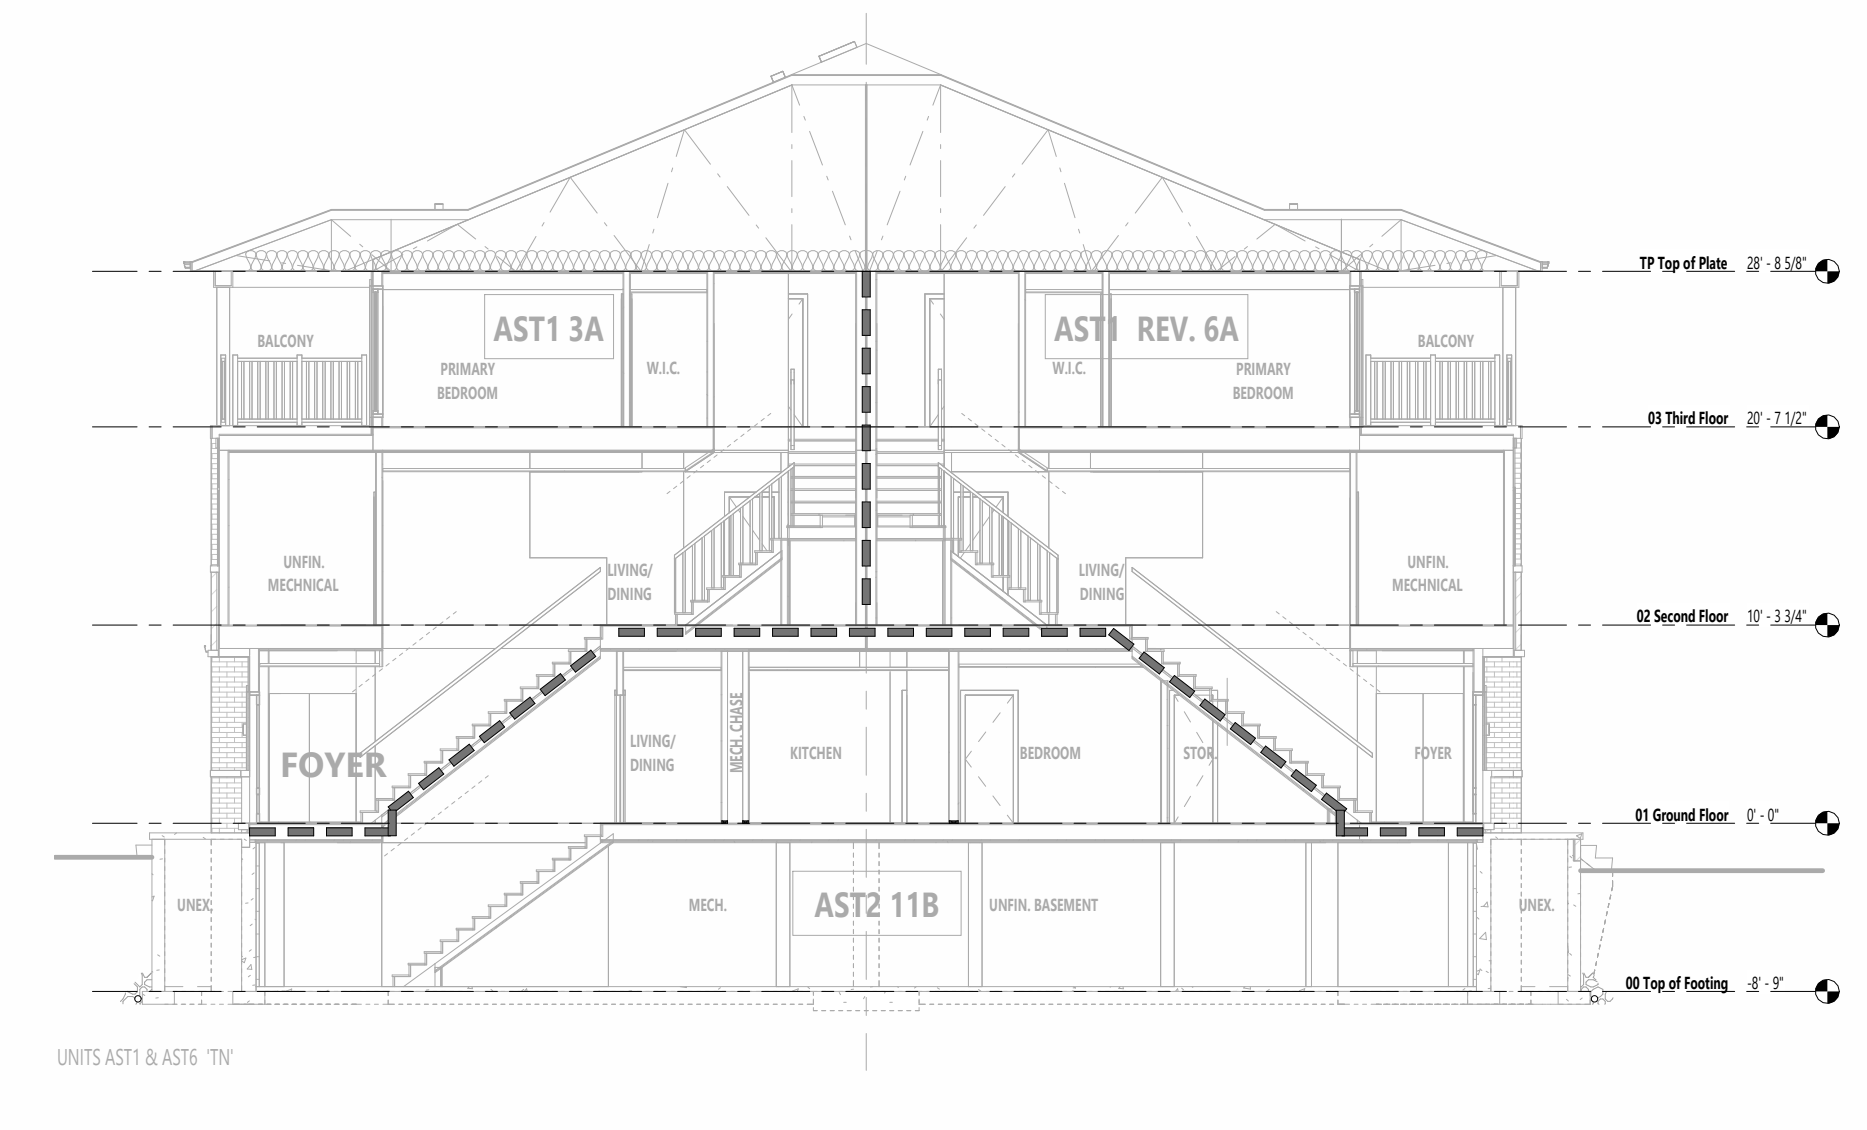 TP Top of Plate 28' - 8 5/8"
AST1 3A
AST1 REV. 6A
BALCONY
BALCONY
PRIMARY
BEDROOM
W.I.C.
W.I.C.
PRIMARY
BEDROOM
03 Third Floor 20' - 7 1/2"
UNFIN.
MECHNICAL
LIVING/
DINING
LIVING/
DINING
UNFIN.
MECHNICAL
02 Second Floor 10' - 3 3/4"
FOYER
LIVING/
DINING
MECH. CHASE
KITCHEN
BEDROOM
STOR.
FOYER
01 Ground Floor 0' - 0"
UNEX.
MECH.
AST2 11B
UNFIN. BASEMENT
UNEX.
00 Top of Footing -8' - 9"
UNITS AST1 & AST6 'TN'